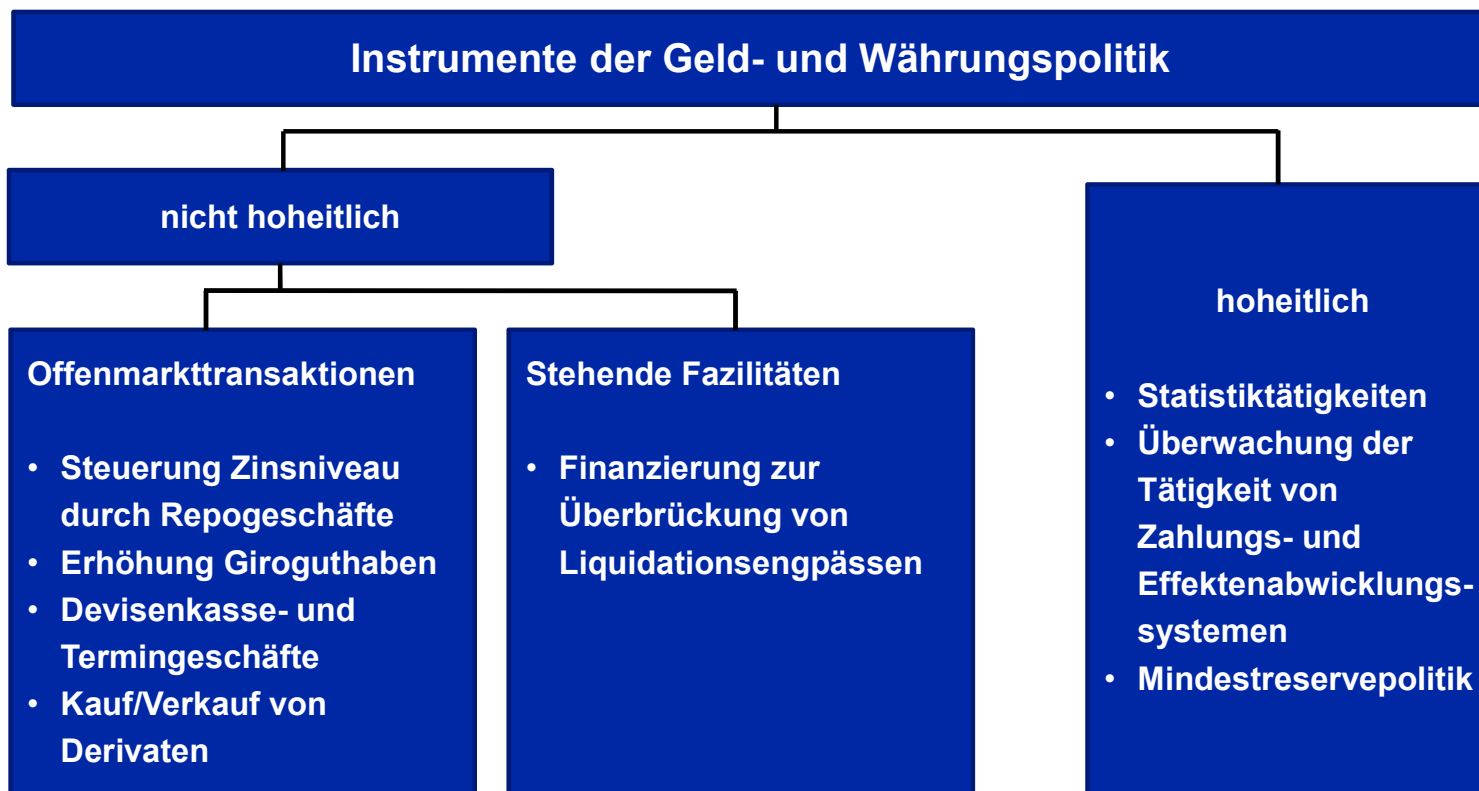 Instrumente der Geld- und Währungspolitik
nicht hoheitlich
Offenmarkttransaktionen
• Steuerung Zinsniveau
durch Repogeschäfte
• Erhöhung Giroguthaben
• Devisenkasse- und
Termingeschäfte
• Kauf/Verkauf von
Derivaten
Stehende Fazilitäten
• Finanzierung zur
Überbrückung von
Liquidationsengpässen
hoheitlich
• Statistiktätigkeiten
• Überwachung der
Tätigkeit von
Zahlungs- und
Effektenabwicklungs-
systemen
• Mindestreservepolitik